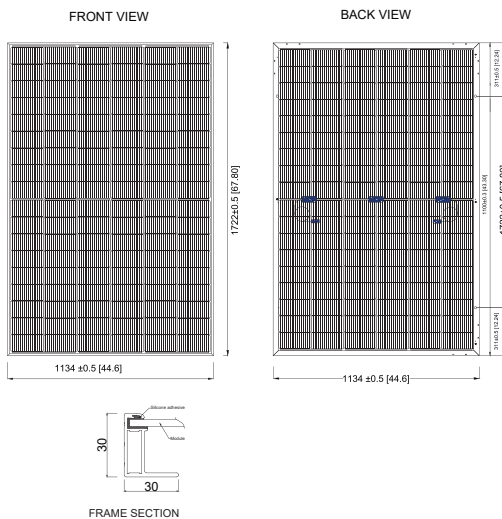 FRONT VIEW
BACK VIEW
1722±0.5 [67.80]
1134 ±0.5 [44.6]
311±0.5 [12.24]
1100±0.3 [43.30]
311±0.5 [12.24]
1134 ±0.5 [44.6]
Silicone adhesive
Module
30
30
FRAME SECTION